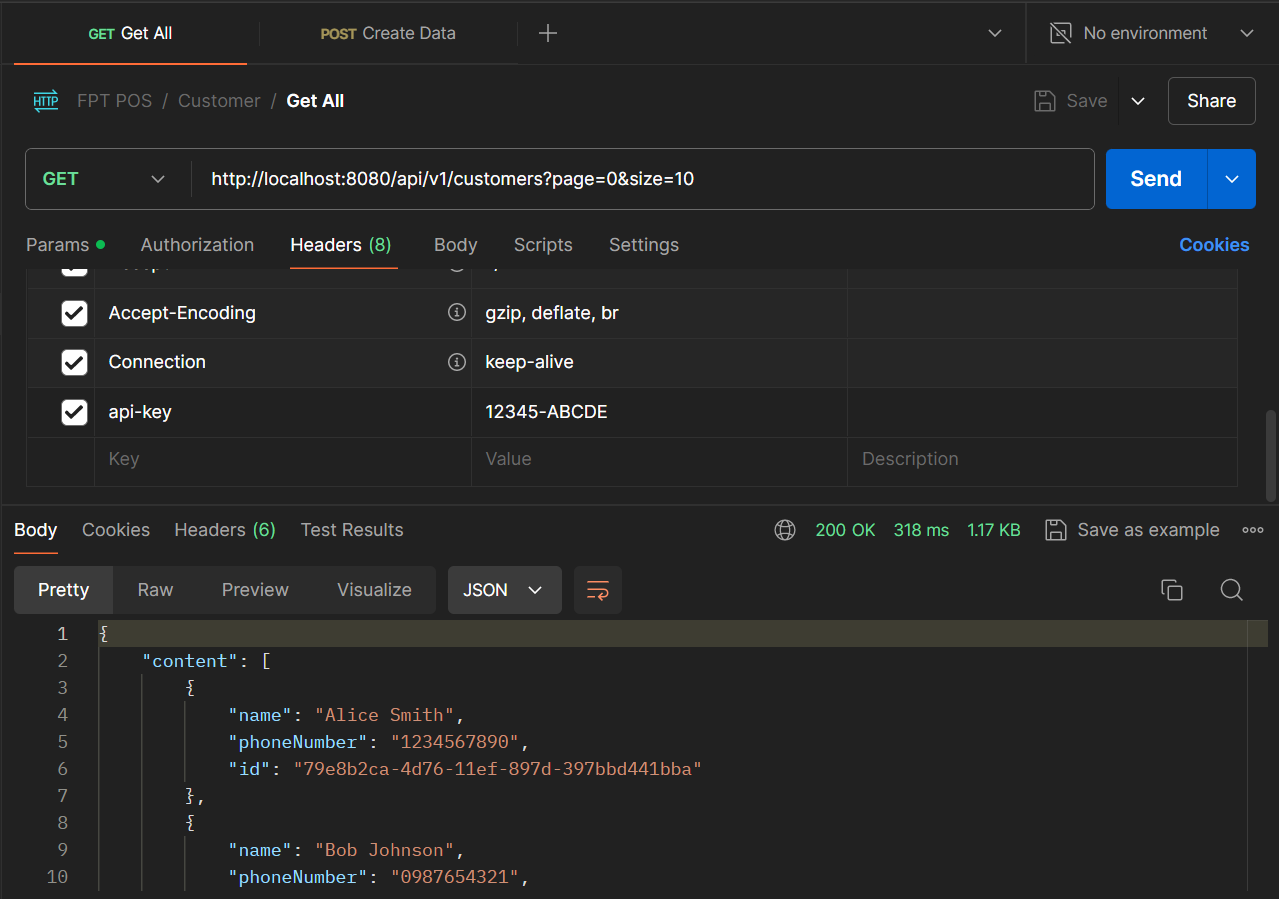 GET Get All POST Create Data No environment
HTTP FPT POS / Customer / Get All Save Share
GET http://localhost:8080/api/v1/customers?page=0&size=10 Send
Params Authorization Headers (8) Body Scripts Settings Cookies
Accept-Encoding gzip, deflate, br
Connection keep-alive
api-key 12345-ABCDE
Key Value Description
Body Cookies Headers (6) Test Results 200 OK 318 ms 1.17 KB Save as example
Pretty Raw Preview Visualize JSON
1 {
2 "content": [
3 {
4 "name": "Alice Smith",
5 "phoneNumber": "1234567890",
6 "id": "79e8b2ca-4d76-11ef-897d-397bbd441bba"
7 },
8 {
9 "name": "Bob Johnson",
10 "phoneNumber": "0987654321",